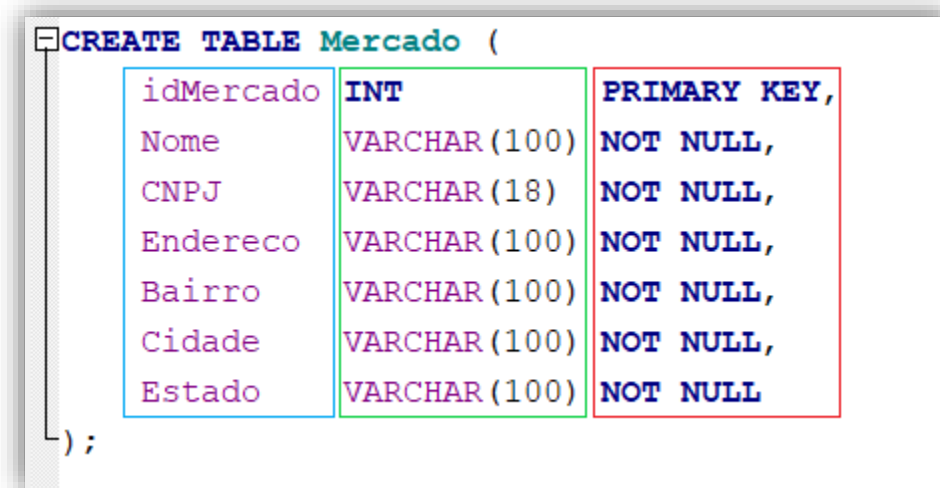 CREATE TABLE Mercado (
idMercado INT PRIMARY KEY,
Nome VARCHAR(100) NOT NULL,
CNPJ VARCHAR(18) NOT NULL,
Endereco VARCHAR(100) NOT NULL,
Bairro VARCHAR(100) NOT NULL,
Cidade VARCHAR(100) NOT NULL,
Estado VARCHAR(100) NOT NULL
);